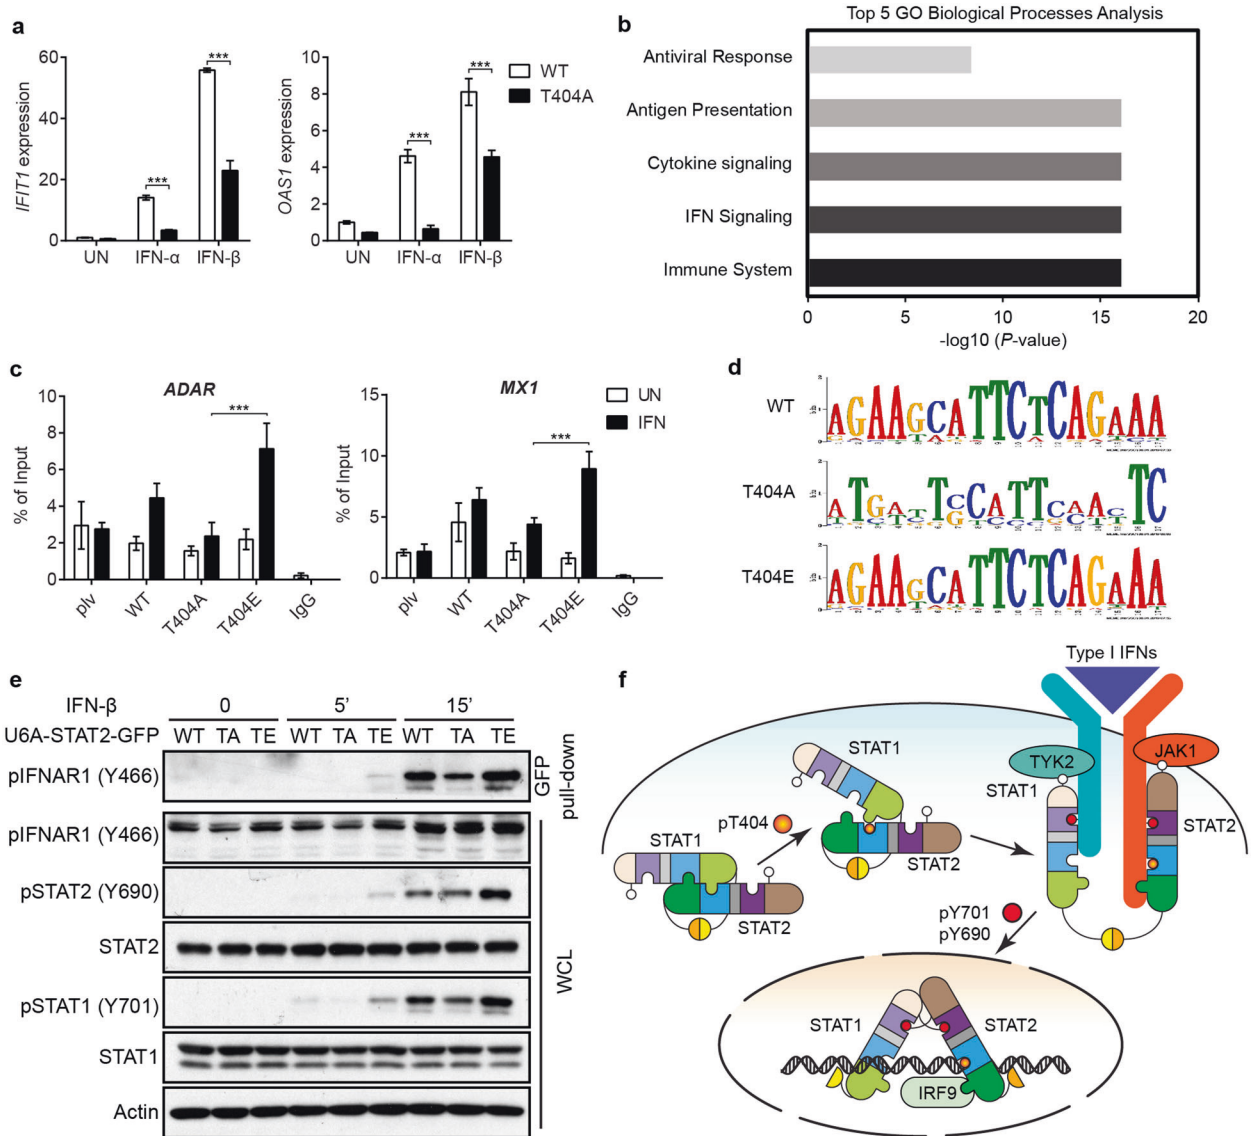 a
IFIT1 expression
60
40
20
0
***
***
UN
IFN-α
IFN-β
OAS1 expression
10
8
6
4
2
0
***
***
UN
IFN-α
IFN-β
WT
T404A
b
Top 5 GO Biological Processes Analysis
Antiviral Response
Antigen Presentation
Cytokine signaling
IFN Signaling
Immune System
0
5
10
15
20
-log10 (P-value)
c
ADAR
% of Input
10
8
6
4
2
0
***
plv
WT
T404A
T404E
IgG
MX1
% of Input
15
10
5
0
***
plv
WT
T404A
T404E
IgG
UN
IFN
d
WT
AGAAGCATTCTCAGAAA
T404A
ATGATTCCATTCAACTC
T404E
AGAAGCATTCTCAGAAA
e
IFN-β
0
5'
15'
U6A-STAT2-GFP
WT TA TE WT TA TE WT TA TE
pIFNAR1 (Y466)
GFP
pull-down
pIFNAR1 (Y466)
pSTAT2 (Y690)
STAT2
pSTAT1 (Y701)
STAT1
Actin
WCL
f
Type I IFNs
TYK2
JAK1
STAT1
STAT2
STAT1
STAT2
pT404
STAT1
STAT2
pY701
pY690
STAT1
STAT2
IRF9